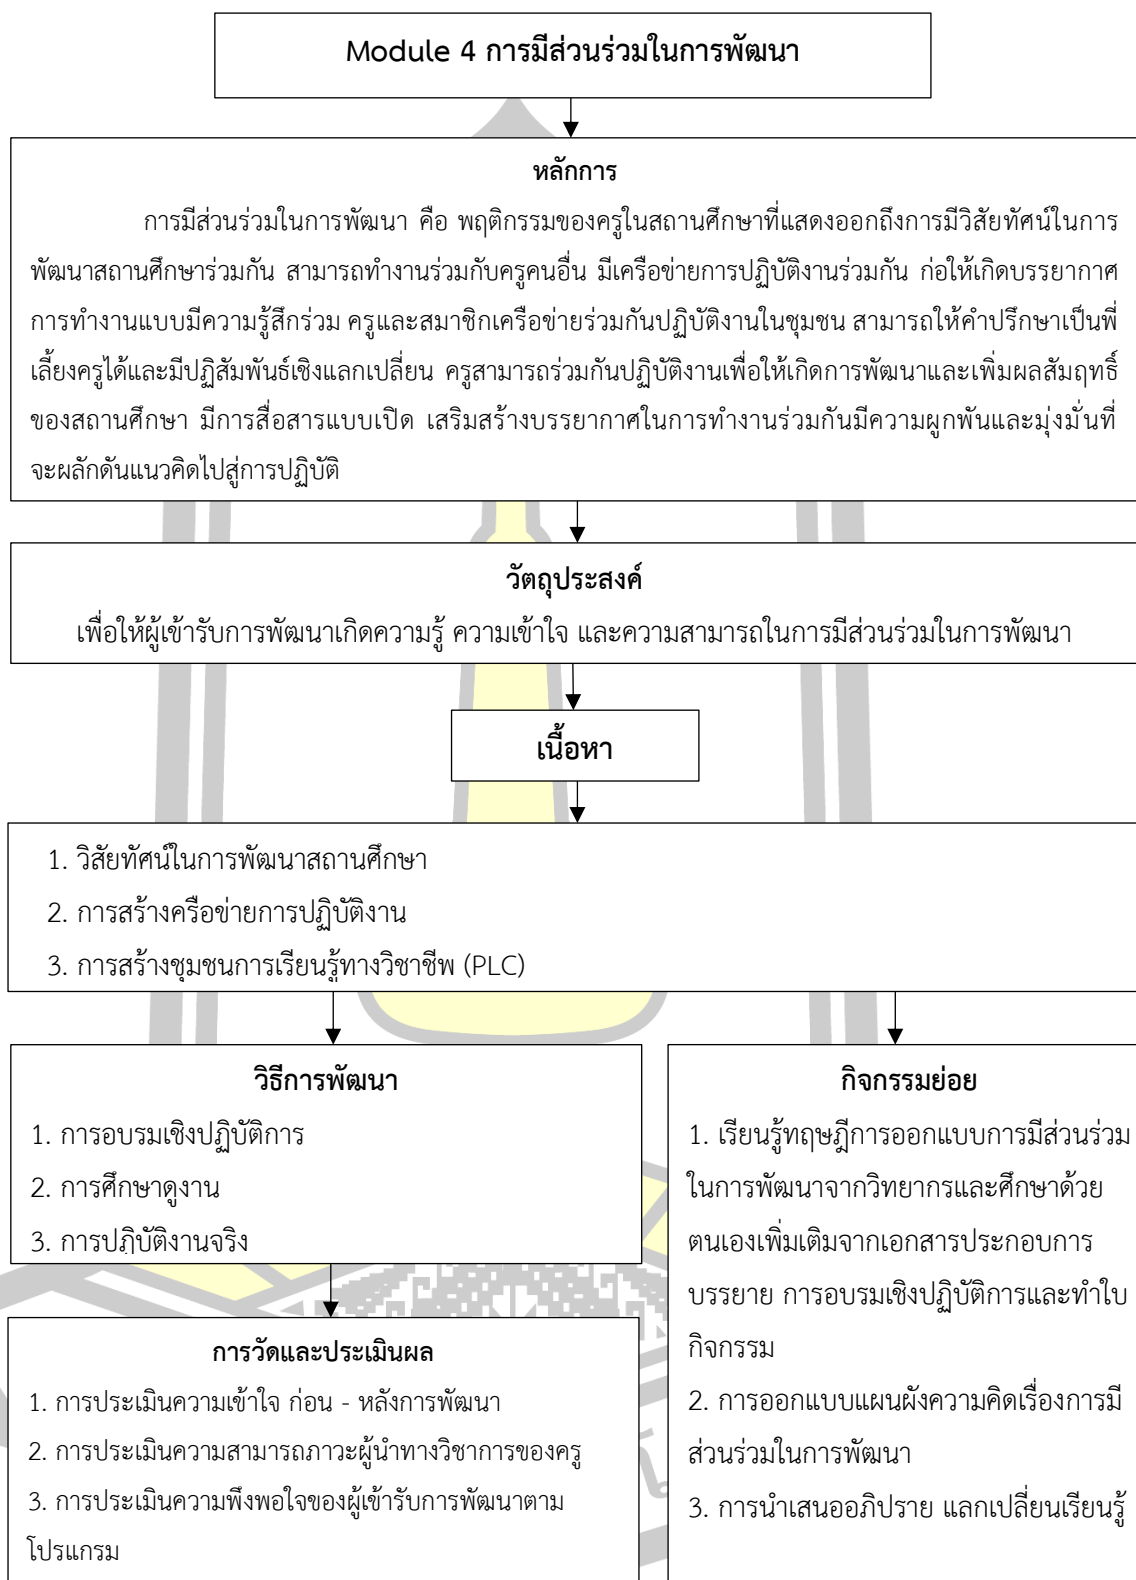 Module 4 การมีส่วนร่วมในการพัฒนา
หลักการ
การมีส่วนร่วมในการพัฒนา คือ พฤติกรรมของครูในสถานศึกษาที่แสดงออกถึงการมีวิสัยทัศน์ในการ
พัฒนาสถานศึกษาร่วมกัน สามารถทำงานร่วมกับครูคนอื่น มีเครือข่ายการปฏิบัติงานร่วมกัน ก่อให้เกิดบรรยากาศ
การทำงานแบบมีความรู้สึกร่วม ครูและสมาชิกเครือข่ายร่วมกันปฏิบัติงานในชุมชน สามารถให้คำปรึกษาเป็นพี่
เลี้ยงครูได้และมีปฏิสัมพันธ์เชิงแลกเปลี่ยน ครูสามารถร่วมกันปฏิบัติงานเพื่อให้เกิดการพัฒนาและเพิ่มผลสัมฤทธิ์
ของสถานศึกษา มีการสื่อสารแบบเปิด เสริมสร้างบรรยากาศในการทำงานร่วมกันมีความผูกพันและมุ่งมั่นที่
จะผลักดันแนวคิดไปสู่การปฏิบัติ
วัตถุประสงค์
เพื่อให้ผู้เข้ารับการพัฒนาเกิดความรู้ ความเข้าใจ และความสามารถในการมีส่วนร่วมในการพัฒนา
เนื้อหา
1. วิสัยทัศน์ในการพัฒนาสถานศึกษา
2. การสร้างครือข่ายการปฏิบัติงาน
3. การสร้างชุมชนการเรียนรู้ทางวิชาชีพ (PLC)
วิธีการพัฒนา
1. การอบรมเชิงปฏิบัติการ
2. การศึกษาดูงาน
3. การปฏิบัติงานจริง
การวัดและประเมินผล
1. การประเมินความเข้าใจ ก่อน - หลังการพัฒนา
2. การประเมินความสามารถภาวะผู้นำทางวิชาการของครู
3. การประเมินความพึงพอใจของผู้เข้ารับการพัฒนาตาม
โปรแกรม
กิจกรรมย่อย
1. เรียนรู้ทฤษฎีการออกแบบการมีส่วนร่วม
ในการพัฒนาจากวิทยากรและศึกษาด้วย
ตนเองเพิ่มเติมจากเอกสารประกอบการ
บรรยาย การอบรมเชิงปฏิบัติการและทำใบ
กิจกรรม
2. การออกแบบแผนผังความคิดเรื่องการมี
ส่วนร่วมในการพัฒนา
3. การนำเสนออภิปราย แลกเปลี่ยนเรียนรู้